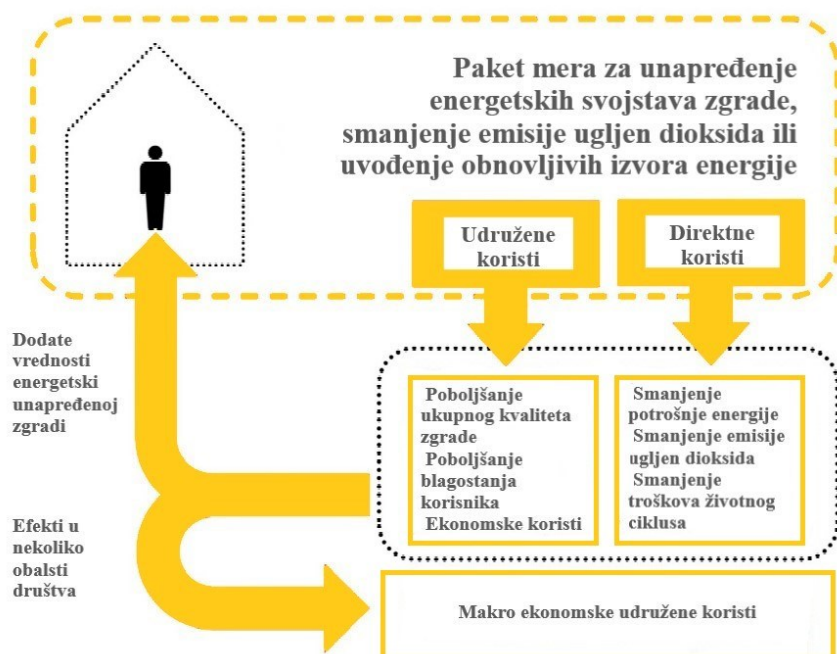 Paket mera za unapređenje
energetskih svojstava zgrade,
smanjenje emisije ugljen dioksida ili
uvođenje obnovljivih izvora energije
Udružene
koristi
Direktne
koristi
Dodate
vrednosti
energetski
unapređenoj
zgradi
Poboljšanje
ukupnog kvaliteta
zgrade
Poboljšanje
blagostanja
korisnika
Ekonomske koristi
Smanjenje
potrošnje energije
Smanjenje emisije
ugljen dioksida
Smanjenje
troškova životnog
ciklusa
Efekti u
nekoliko
obalsti
društva
Makro ekonomske udružene koristi